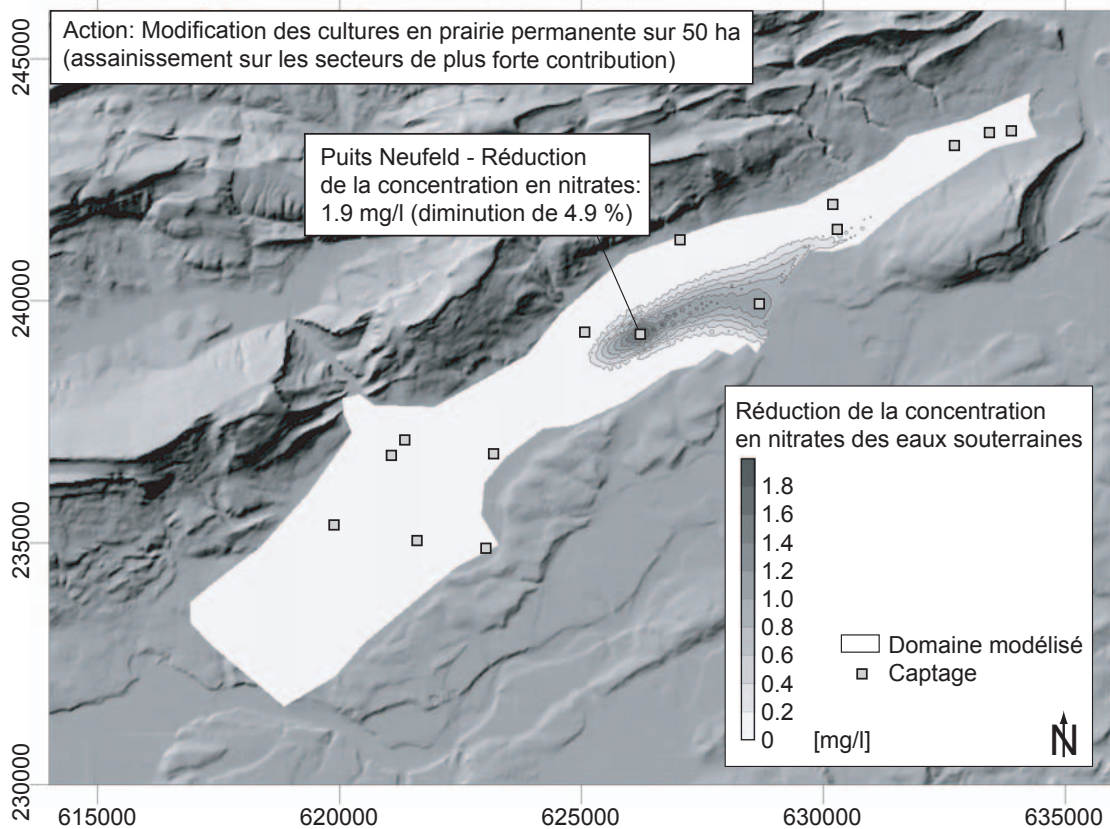 Action: Modification des cultures en prairie permanente sur 50 ha
(assainissement sur les secteurs de plus forte contribution)
Puits Neufeld - Réduction
de la concentration en nitrates:
1.9 mg/l (diminution de 4.9 %)
Réduction de la concentration
en nitrates des eaux souterraines
1.8
1.6
1.4
1.2
1.0
0.8
0.6
0.4
0.2
0
[mg/l]
Domaine modélisé
Captage
N
245000
240000
235000
230000
615000
620000
625000
630000
635000